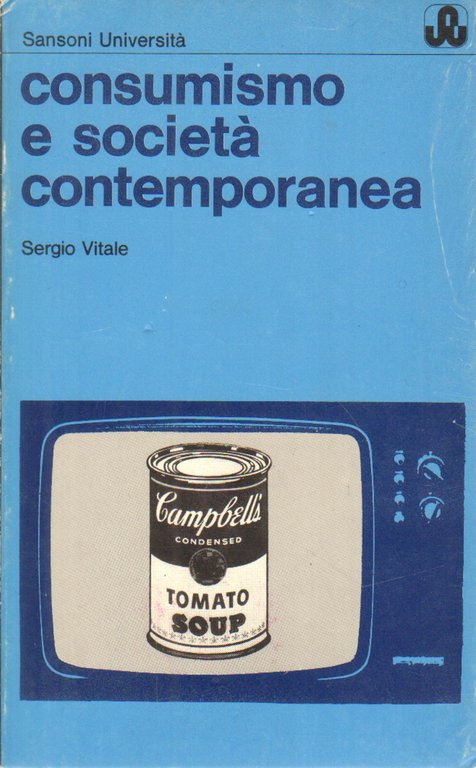 Sansoni Università
consumismo
e società
contemporanea
Sergio Vitale
Campbell's
CONDENSED
TOMATO
SOUP